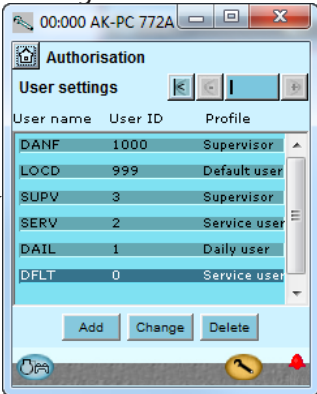 00:000 AK-PC 772A
Authorisation
User settings
User name User ID Profile
DANF 1000 Supervisor
LOCD 999 Default user
SUPV 3 Supervisor
SERV 2 Service user
DAIL 1 Daily user
DFLT 0 Service user
Add Change Delete